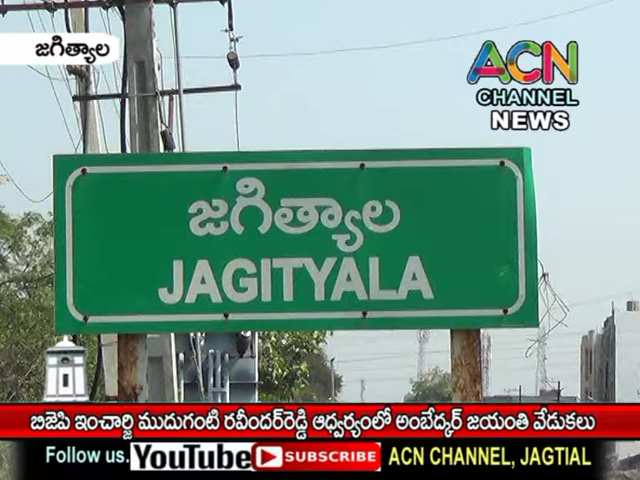 జగిత్యాల
ACN
CHANNEL
NEWS
జగిత్యాల
JAGITYALA
బిజెపి ఇంచార్జి ముదుగంటి రవీందర్‌రెడ్డి ఆధ్వర్యంలో అంబేద్కర్ జయంతి వేడుకలు
Follow us. YouTube SUBSCRIBE ACN CHANNEL, JAGTIAL